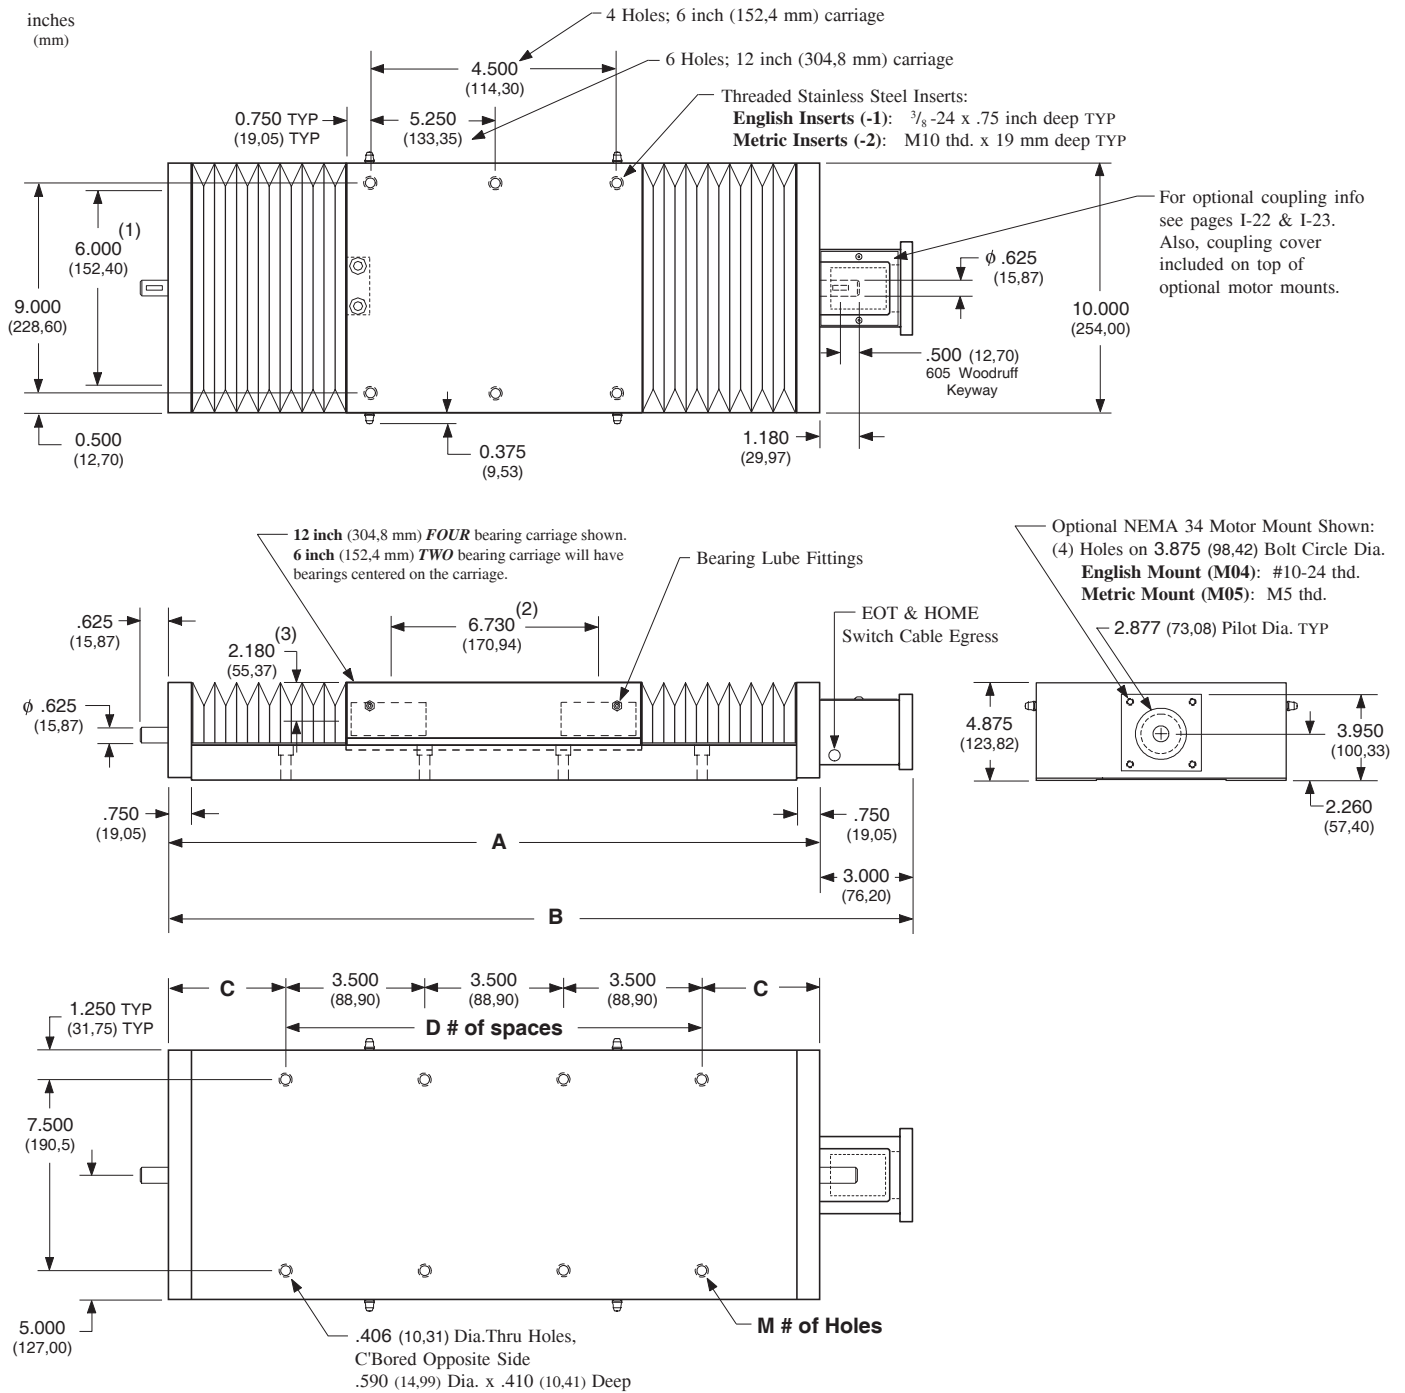 inches
(mm)
4 Holes; 6 inch (152,4 mm) carriage
4.500
(114,30)
6 Holes; 12 inch (304,8 mm) carriage
0.750 TYP
(19,05) TYP
5.250
(133,35)
Threaded Stainless Steel Inserts:
English Inserts (-1): 3/8 -24 x .75 inch deep TYP
Metric Inserts (-2): M10 thd. x 19 mm deep TYP
For optional coupling info
see pages I-22 & I-23.
Also, coupling cover
included on top of
optional motor mounts.
(1)
6.000
(152,40)
9.000
(228,60)
ϕ .625
(15,87)
10.000
(254,00)
.500 (12,70)
605 Woodruff
Keyway
0.500
(12,70)
0.375
(9,53)
1.180
(29,97)
12 inch (304,8 mm) FOUR bearing carriage shown.
6 inch (152,4 mm) TWO bearing carriage will have
bearings centered on the carriage.
Bearing Lube Fittings
Optional NEMA 34 Motor Mount Shown:
(4) Holes on 3.875 (98,42) Bolt Circle Dia.
English Mount (M04): #10-24 thd.
Metric Mount (M05): M5 thd.
2.877 (73,08) Pilot Dia. TYP
EOT & HOME
Switch Cable Egress
.625
(15,87)
(3)
2.180
(55,37)
(2)
6.730
(170,94)
ϕ .625
(15,87)
4.875
(123,82)
3.950
(100,33)
2.260
(57,40)
.750
(19,05)
A
.750
(19,05)
3.000
(76,20)
B
C
3.500
(88,90)
3.500
(88,90)
3.500
(88,90)
C
1.250 TYP
(31,75) TYP
D # of spaces
7.500
(190,5)
5.000
(127,00)
.406 (10,31) Dia.Thru Holes,
C'Bored Opposite Side
.590 (14,99) Dia. x .410 (10,41) Deep
M # of Holes